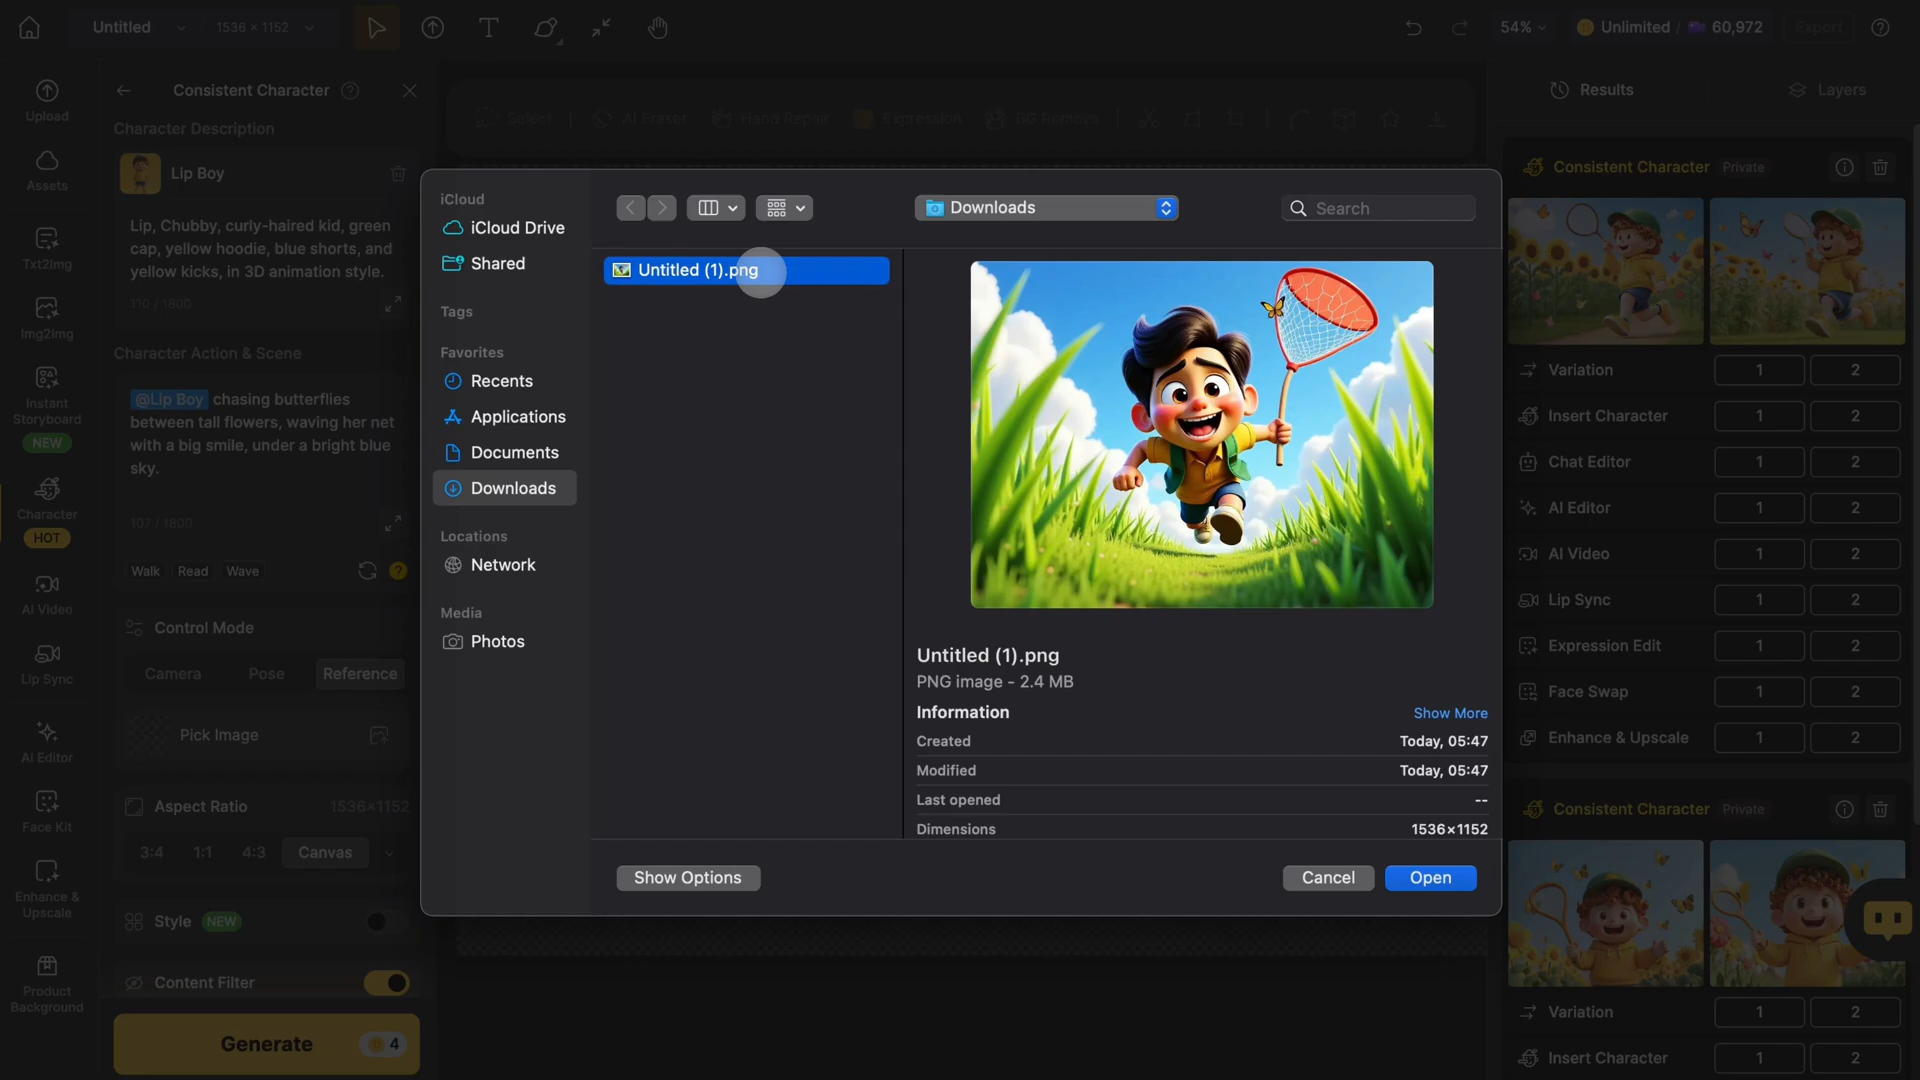 Untitled
1536 × 1152
54%
Unlimited / 60,972
Export
Upload
Assets
Txt2Img
Img2Img
Instant
Storyboard
NEW
Character
HOT
AI Video
Lip Sync
AI Editor
Face Kit
Enhance &
Upscale
Product
Background
Consistent Character
Character Description
Lip Boy
Lip, Chubby, curly-haired kid, green
cap, yellow hoodie, blue shorts, and
yellow kicks, in 3D animation style.
110 / 1800
Character Action & Scene
@Lip Boy chasing butterflies
between tall flowers, waving her net
with a big smile, under a bright blue
sky.
107 / 1800
Walk Read Wave
Control Mode
Camera Pose Reference
Pick Image
Aspect Ratio 1536×1152
3:4 1:1 4:3 Canvas
Style NEW
Content Filter
Generate 4
Select AI Eraser Hand Repair Expression BG Remove
iCloud
iCloud Drive
Shared
Tags
Favorites
Recents
Applications
Documents
Downloads
Locations
Network
Media
Photos
Downloads
Search
Untitled (1).png
Untitled (1).png
PNG image - 2.4 MB
Information Show More
Created Today, 05:47
Modified Today, 05:47
Last opened --
Dimensions 1536×1152
Show Options
Cancel Open
Results Layers
Consistent Character Private
Variation 1 2
Insert Character 1 2
Chat Editor 1 2
AI Editor 1 2
AI Video 1 2
Lip Sync 1 2
Expression Edit 1 2
Face Swap 1 2
Enhance & Upscale 1 2
Consistent Character Private
Variation 1 2
Insert Character 1 2